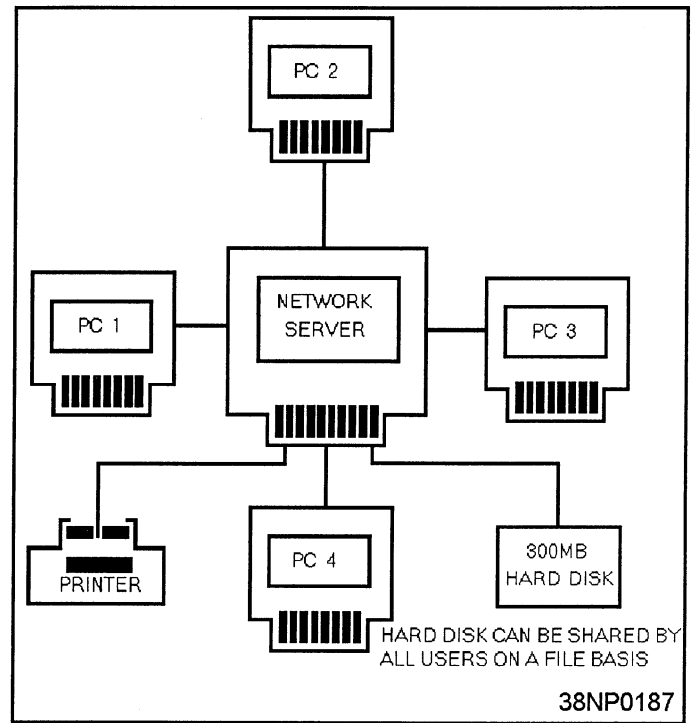 PC 2
NETWORK
SERVER
PC 1
PC 3
PRINTER
PC 4
300MB
HARD DISK
HARD DISK CAN BE SHARED BY
ALL USERS ON A FILE BASIS
38NP0187